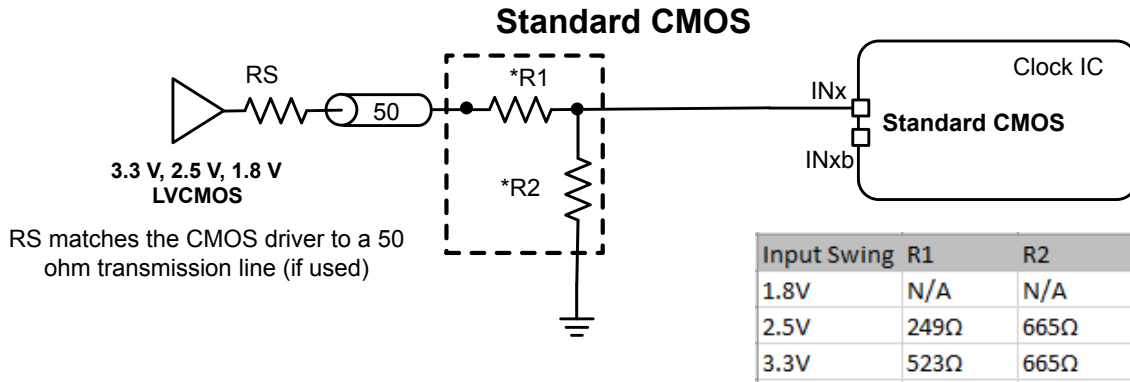 Standard CMOS
RS
50
*R1
*R2
3.3 V, 2.5 V, 1.8 V
LVCMOS
RS matches the CMOS driver to a 50
ohm transmission line (if used)
Clock IC
INx
Standard CMOS
INxb
Input Swing R1 R2
1.8V N/A N/A
2.5V 249Ω 665Ω
3.3V 523Ω 665Ω